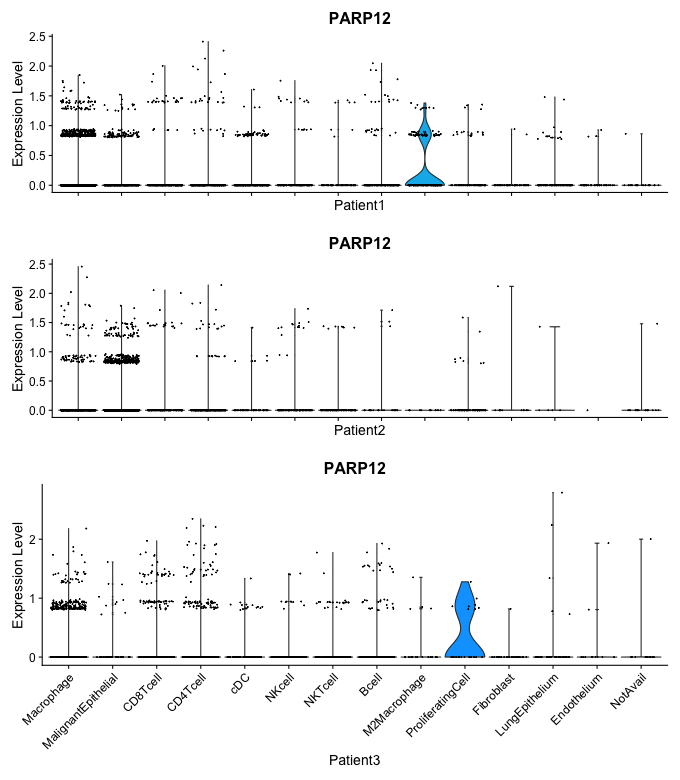 PARP12
Expression Level
2.5
2.0
1.5
1.0
0.5
0.0
Patient1
PARP12
Expression Level
2.5
2.0
1.5
1.0
0.5
0.0
Patient2
PARP12
Expression Level
2
1
0
Macrophage
MalignantEpithelial
CD8Tcell
CD4Tcell
cDC
NKcell
NKTcell
Bcell
M2Macrophage
ProliferatingCell
Fibroblast
LungEpithelium
Endothelium
NotAvail
Patient3